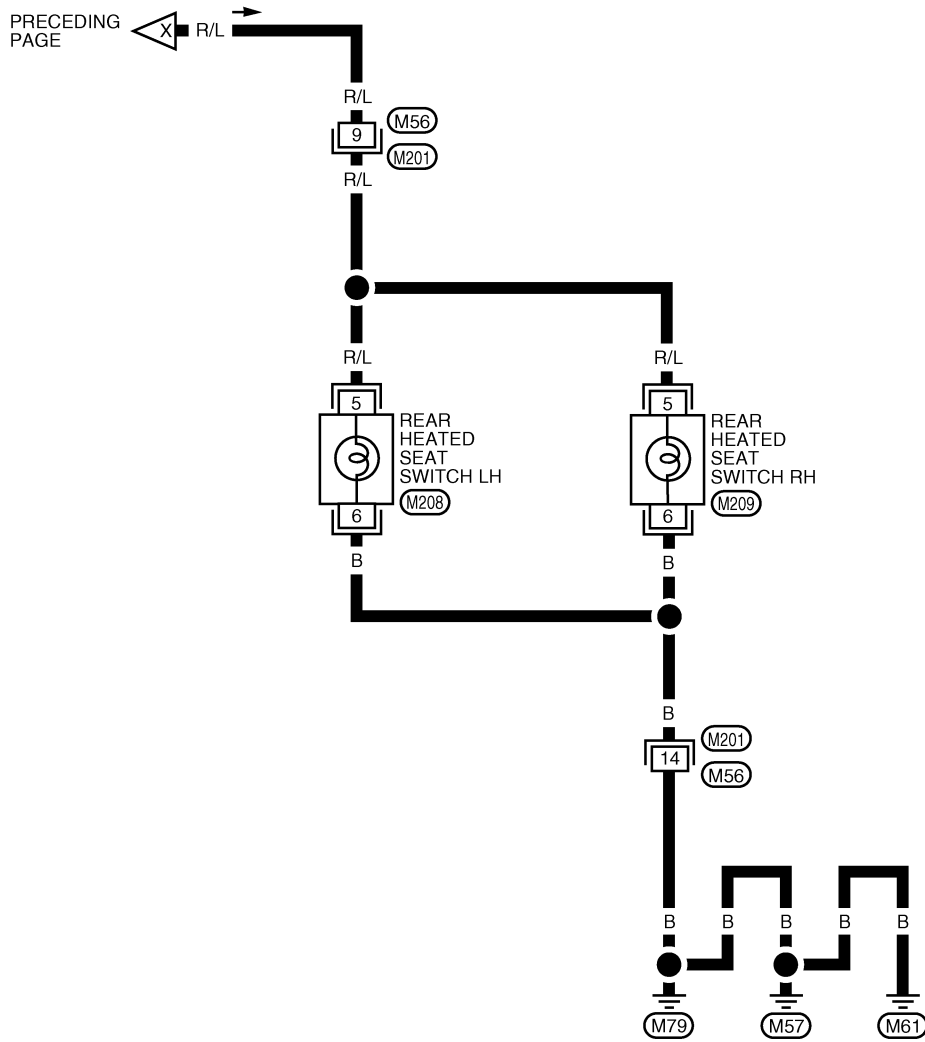 PRECEDING
PAGE
X
R/L
R/L
9
M56
M201
R/L
R/L
R/L
5
5
REAR
HEATED
SEAT
SWITCH LH
M208
REAR
HEATED
SEAT
SWITCH RH
M209
6
6
B
B
B
14
M201
M56
B
B
B
B
B
M79
M57
M61